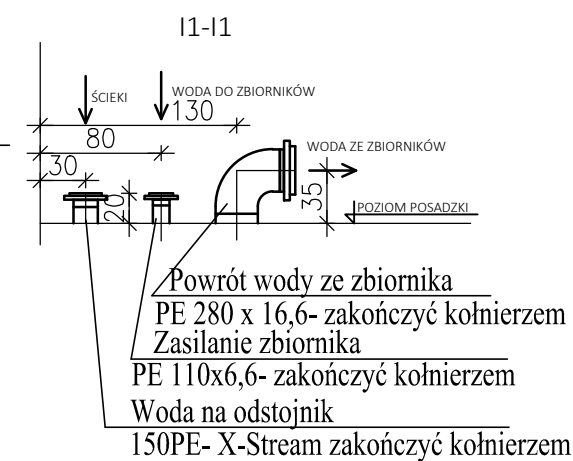 I1-I1
ŚCIEKI
WODA DO ZBIORNIKÓW
130
80
WODA ZE ZBIORNIKÓW
30
20
35
POZIOM POSADZKI
Powrót wody ze zbiornika
PE 280 x 16,6- zakończyć kołnierzem
Zasilanie zbiornika
PE 110x6,6- zakończyć kołnierzem
Woda na odstojnik
150PE- X-Stream zakończyć kołnierzem